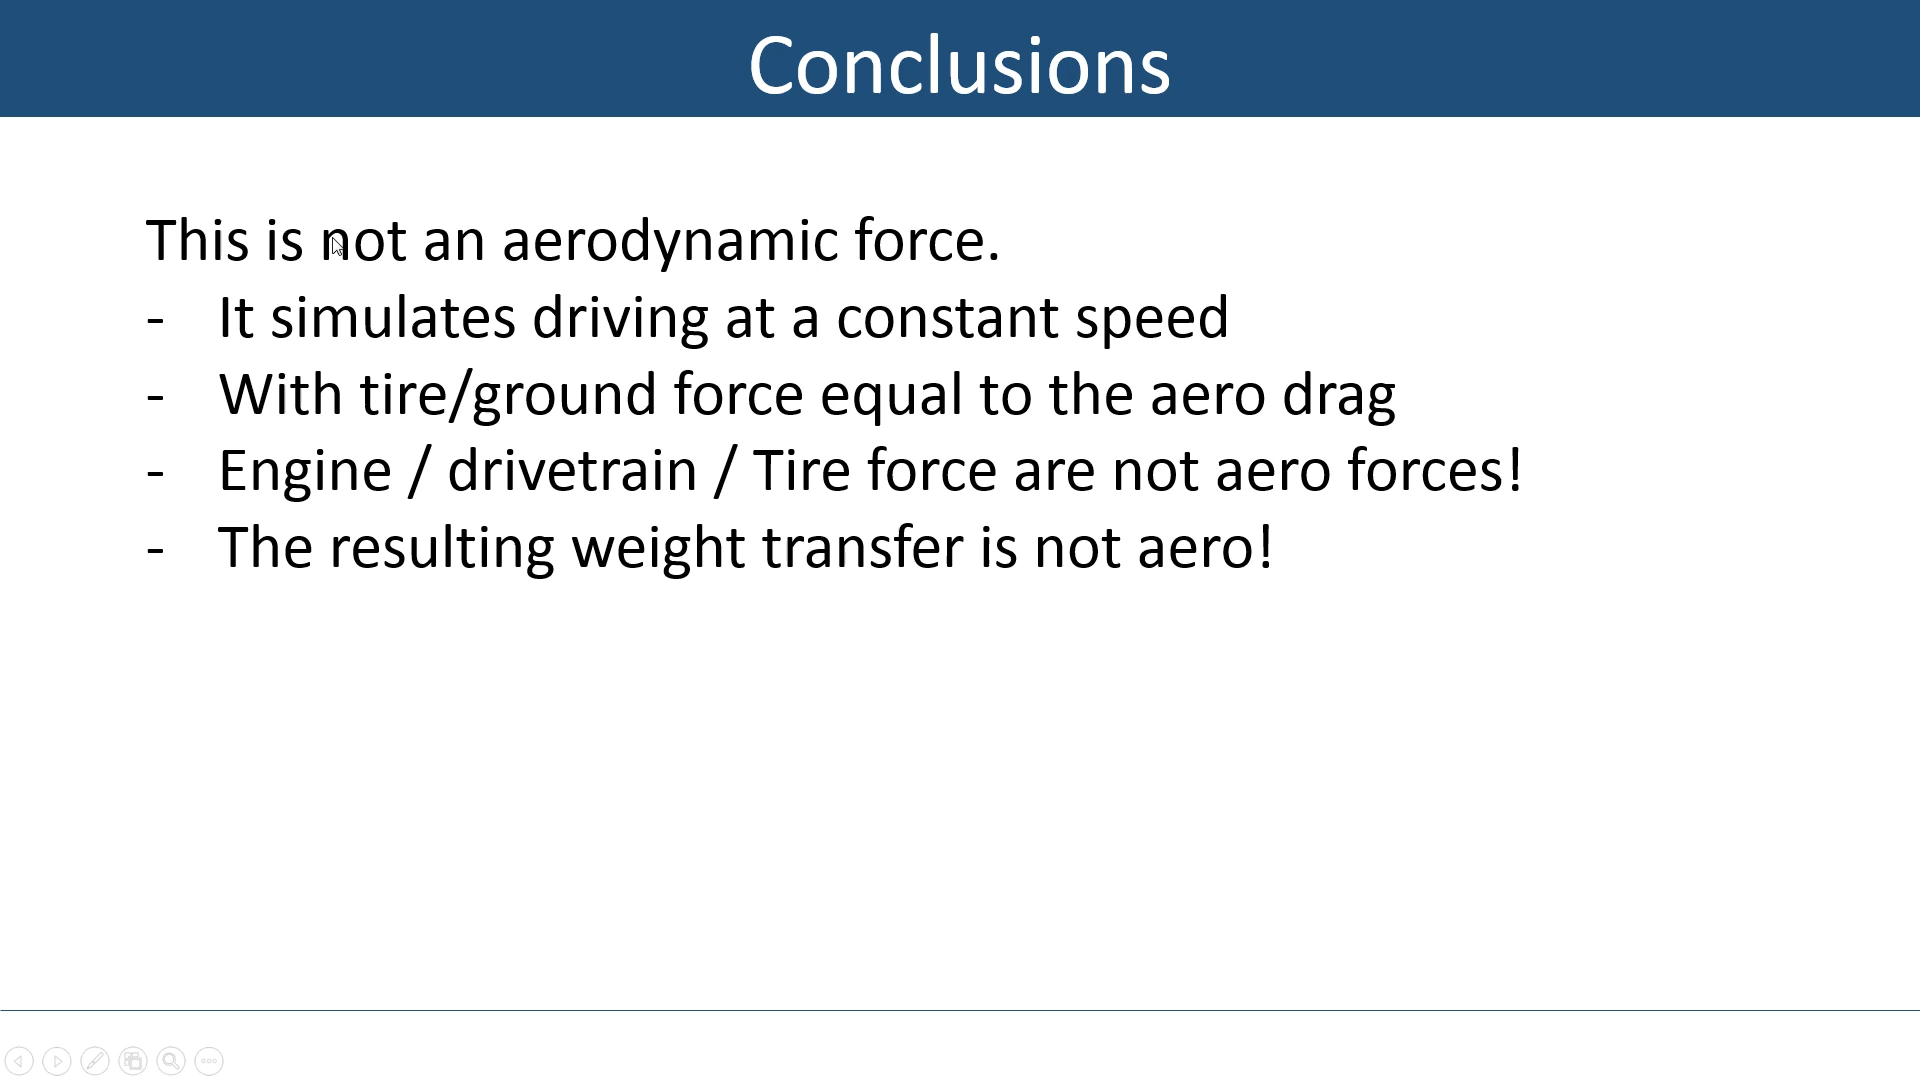 Conclusions
This is not an aerodynamic force.
- It simulates driving at a constant speed
- With tire/ground force equal to the aero drag
- Engine / drivetrain / Tire force are not aero forces!
- The resulting weight transfer is not aero!